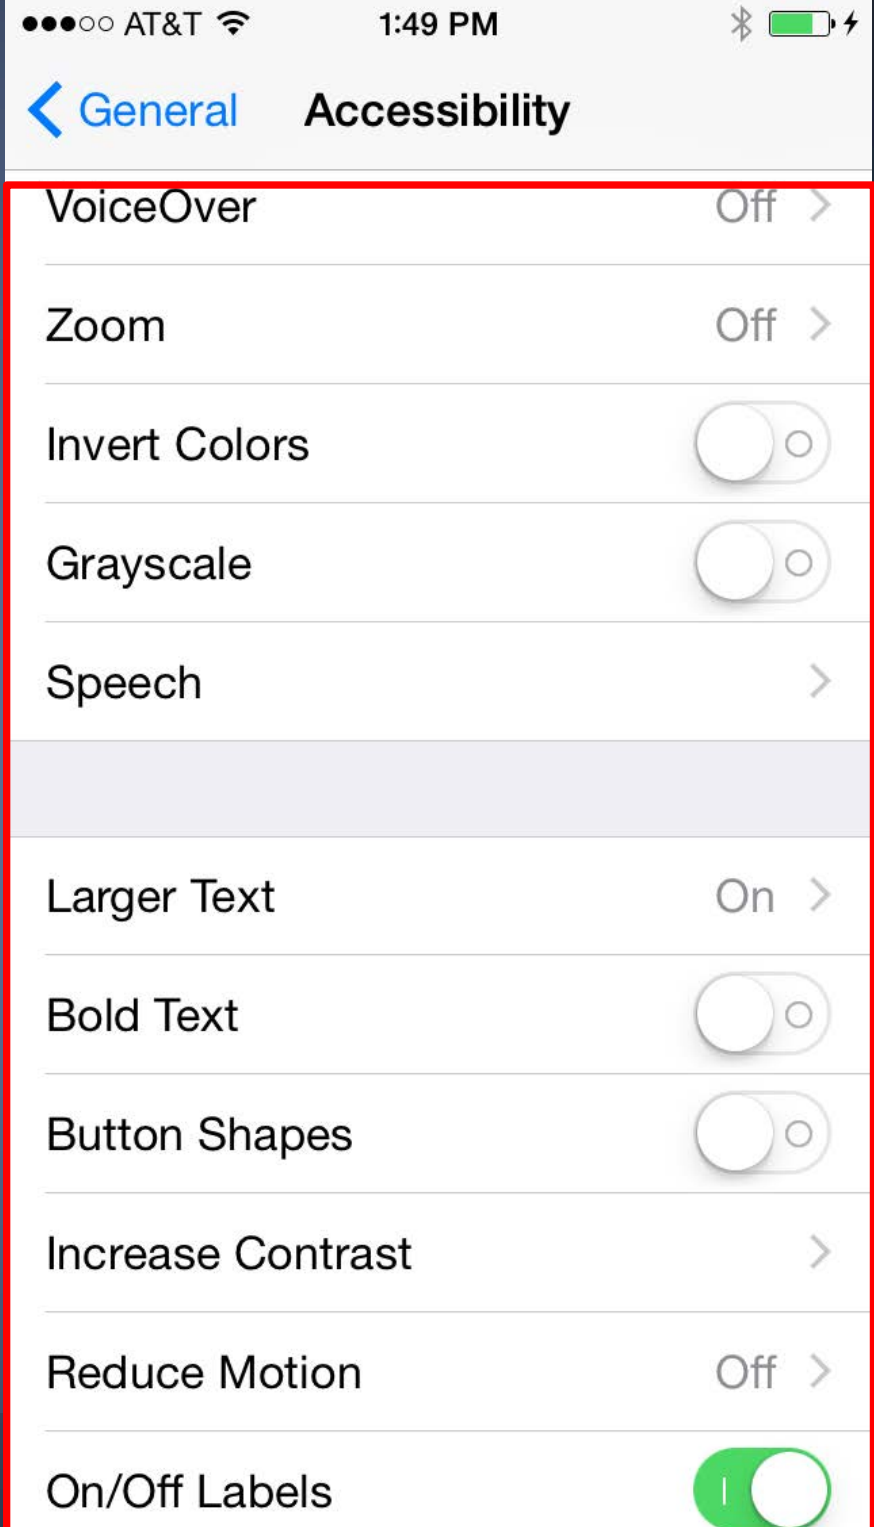 AT&T 1:49 PM
General Accessibility
VoiceOver Off
Zoom Off
Invert Colors
Grayscale
Speech
Larger Text On
Bold Text
Button Shapes
Increase Contrast
Reduce Motion Off
On/Off Labels